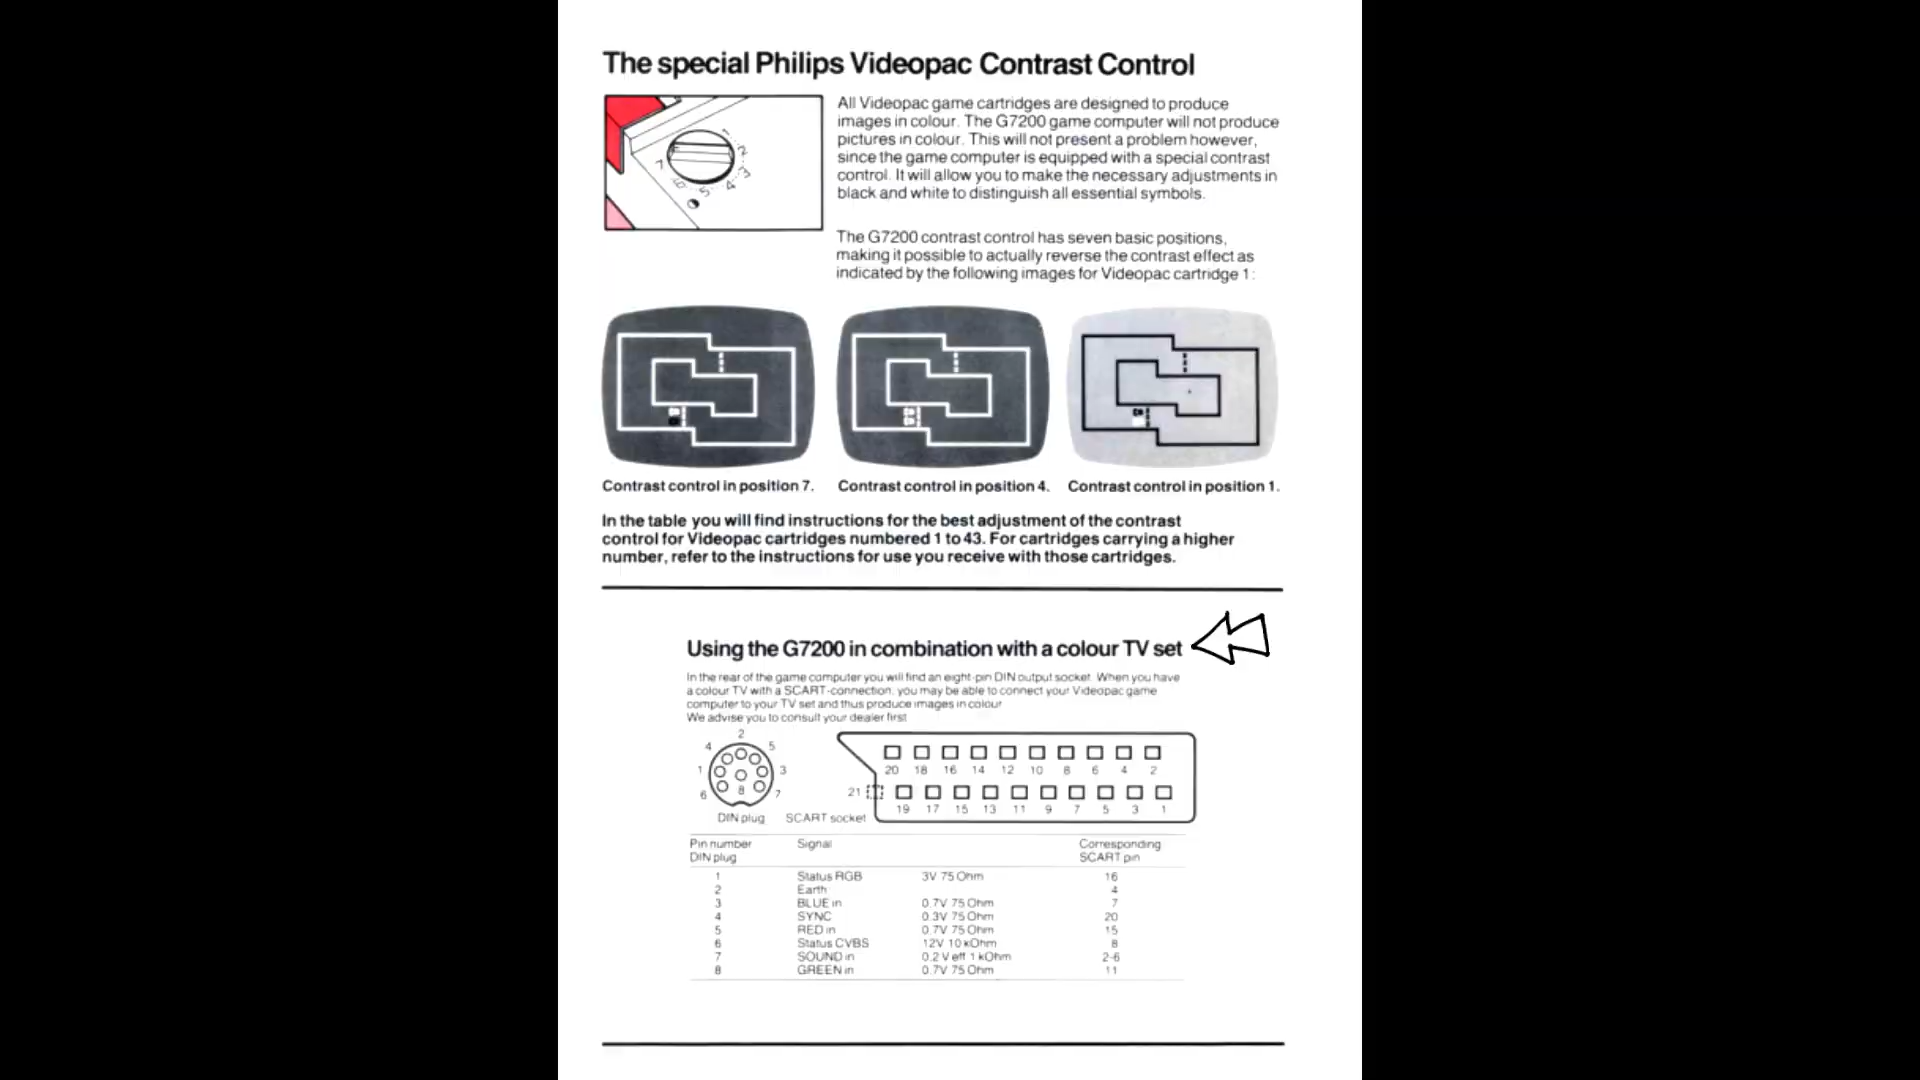 The special Philips Videopac Contrast Control
All Videopac game cartridges are designed to produce
images in colour. The G7200 game computer will not produce
pictures in colour. This will not present a problem however,
since the game computer is equipped with a special contrast
control. It will allow you to make the necessary adjustments in
black and white to distinguish all essential symbols.
1
2
3
4
5
6
7
The G7200 contrast control has seven basic positions,
making it possible to actually reverse the contrast effect as
indicated by the following images for Videopac cartridge 1:
Contrast control in position 7. Contrast control in position 4. Contrast control in position 1.
In the table you will find instructions for the best adjustment of the contrast
control for Videopac cartridges numbered 1 to 43. For cartridges carrying a higher
number, refer to the instructions for use you receive with those cartridges.
Using the G7200 in combination with a colour TV set
In the rear of the game computer you will find an eight-pin DIN output socket. When you have
a colour TV with a SCART-connection, you may be able to connect your Videopac game
computer to your TV set and thus produce images in colour
We advise you to consult your dealer first
2
4 5
1 3
6 8 7
DIN plug
20 18 16 14 12 10 8 6 4 2
21
19 17 15 13 11 9 7 5 3 1
SCART socket
Pin number Signal Corresponding
DIN plug SCART pin
1 Status RGB 3V 75 Ohm 16
2 Earth 4
3 BLUE in 0.7V 75 Ohm 7
4 SYNC 0.3V 75 Ohm 20
5 RED in 0.7V 75 Ohm 15
6 Status CVBS 12V 10 kOhm 8
7 SOUND in 0.2 V eff 1 kOhm 2-6
8 GREEN in 0.7V 75 Ohm 11